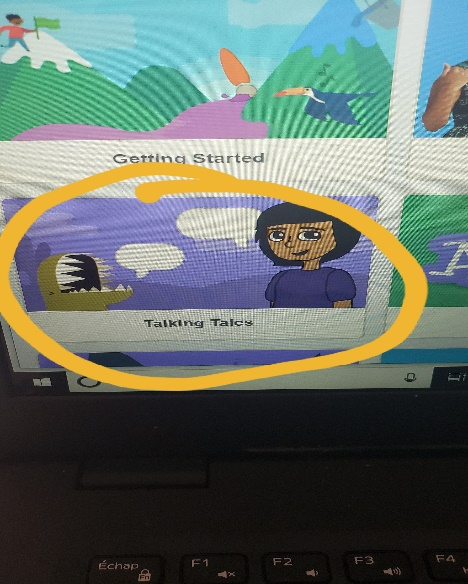 Getting Started
Talking Tales
Échap
F1
F2
F3
F4